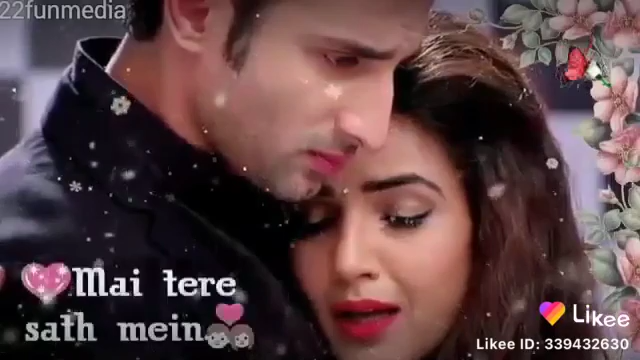 22funmedia
Mai tere
sath mein.
Likee
Likee ID: 339432630